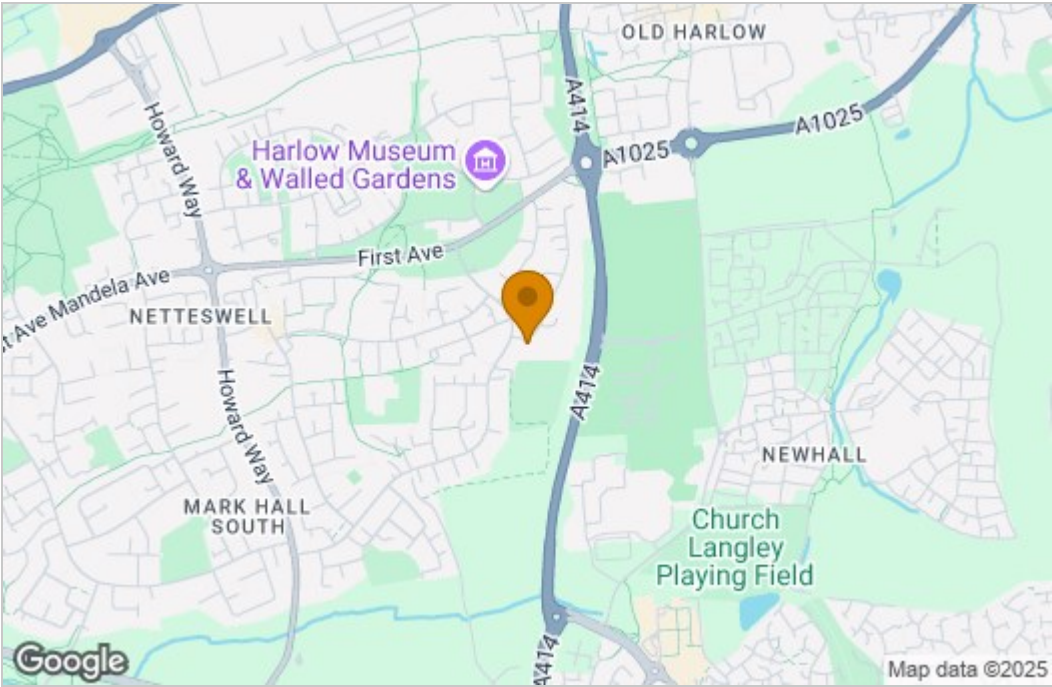 OLD HARLOW
A414
A1025
A1025
Howard Way
Harlow Museum
& Walled Gardens
First Ave
Ave Mandela Ave
NETTESWELL
A414
Howard Way
NEWHALL
MARK HALL
SOUTH
Church
Langley
Playing Field
A414
Google
Map data ©2025